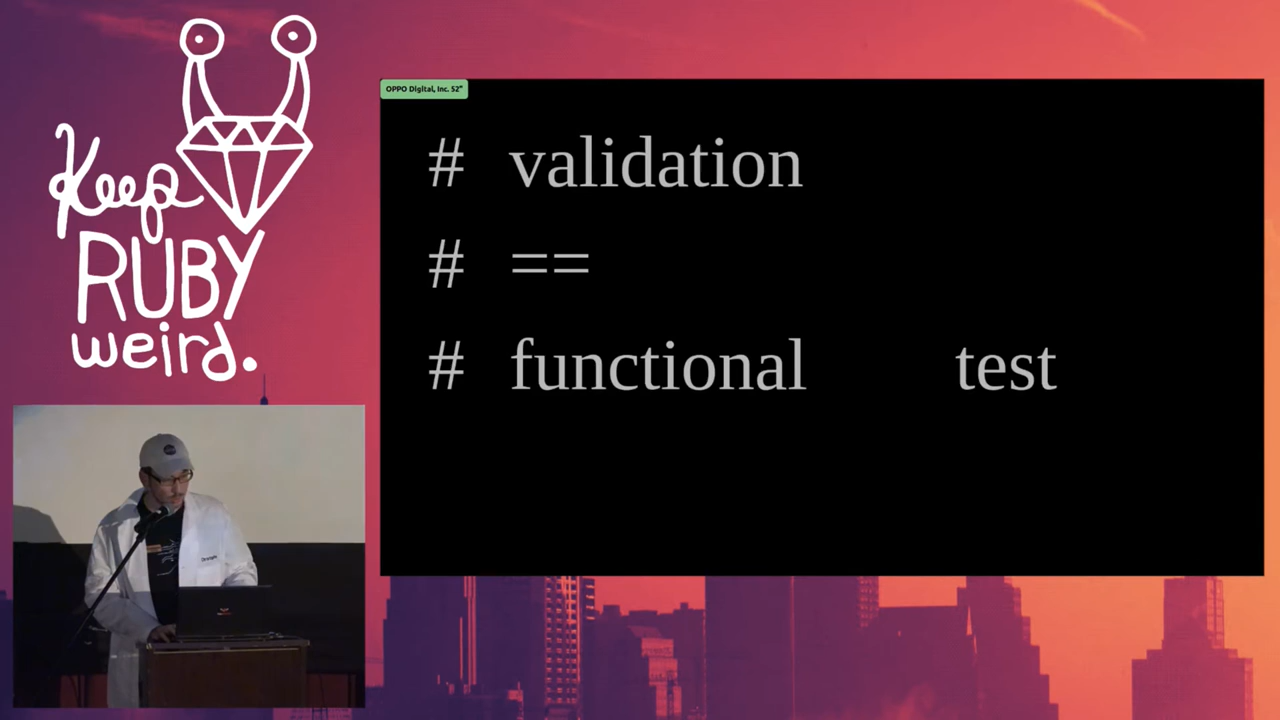 Keep
RUBY
weird.
OPPO Digital, Inc. 52"
# validation
# ==
# functional test